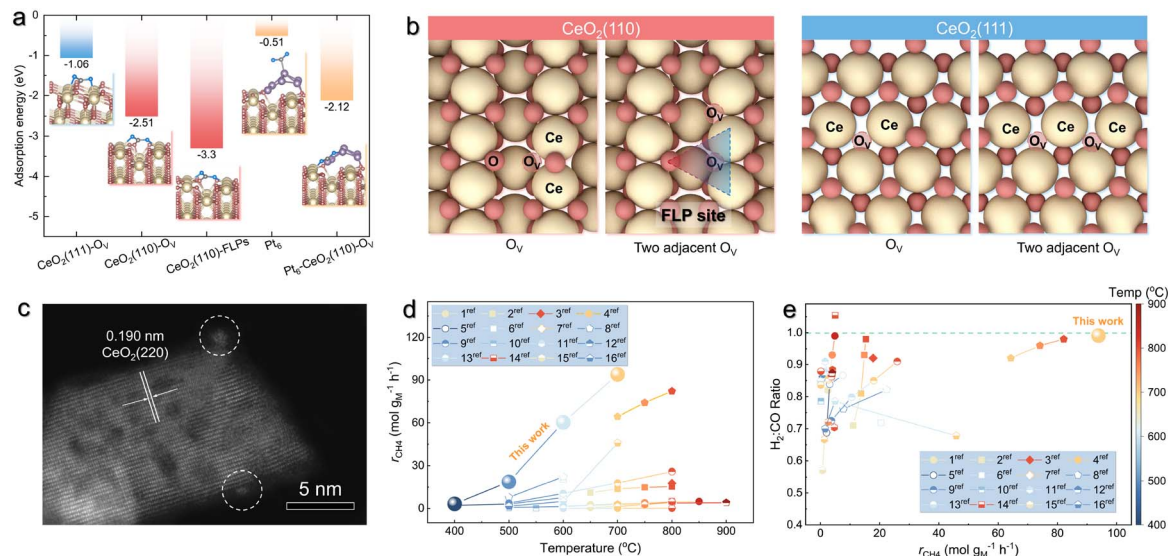 a
Adsorption energy (eV)
-1
-2
-3
-4
-5
-1.06
-2.51
-3.3
-0.51
-2.12
CeO₂(111)-Oᵥ
CeO₂(110)-Oᵥ
CeO₂(110)-FLPs
Pt₆
Pt₆-CeO₂(110)-Oᵥ
b
CeO₂(110)
CeO₂(111)
O
Oᵥ
Ce
Ce
Oᵥ
Oᵥ
FLP site
Ce
Ce
Oᵥ
Ce
Ce
Ce
Oᵥ
Oᵥ
Oᵥ
Two adjacent Oᵥ
Oᵥ
Two adjacent Oᵥ
c
0.190 nm
CeO₂(220)
5 nm
d
r_CH4 (mol g_M⁻¹ h⁻¹)
135
120
90
60
30
15
0
1ʳᵉᶠ 2ʳᵉᶠ 3ʳᵉᶠ 4ʳᵉᶠ
5ʳᵉᶠ 6ʳᵉᶠ 7ʳᵉᶠ 8ʳᵉᶠ
9ʳᵉᶠ 10ʳᵉᶠ 11ʳᵉᶠ 12ʳᵉᶠ
13ʳᵉᶠ 14ʳᵉᶠ 15ʳᵉᶠ 16ʳᵉᶠ
This work
400 500 600 700 800 900
Temperature (°C)
e
H₂:CO Ratio
1.0
0.9
0.8
0.7
0.6
0.5
0.4
This work
1ʳᵉᶠ 2ʳᵉᶠ 3ʳᵉᶠ 4ʳᵉᶠ
5ʳᵉᶠ 6ʳᵉᶠ 7ʳᵉᶠ 8ʳᵉᶠ
9ʳᵉᶠ 10ʳᵉᶠ 11ʳᵉᶠ 12ʳᵉᶠ
13ʳᵉᶠ 14ʳᵉᶠ 15ʳᵉᶠ 16ʳᵉᶠ
0 20 40 60 80 100
r_CH4 (mol g_M⁻¹ h⁻¹)
Temp (°C)
900
800
700
600
500
400